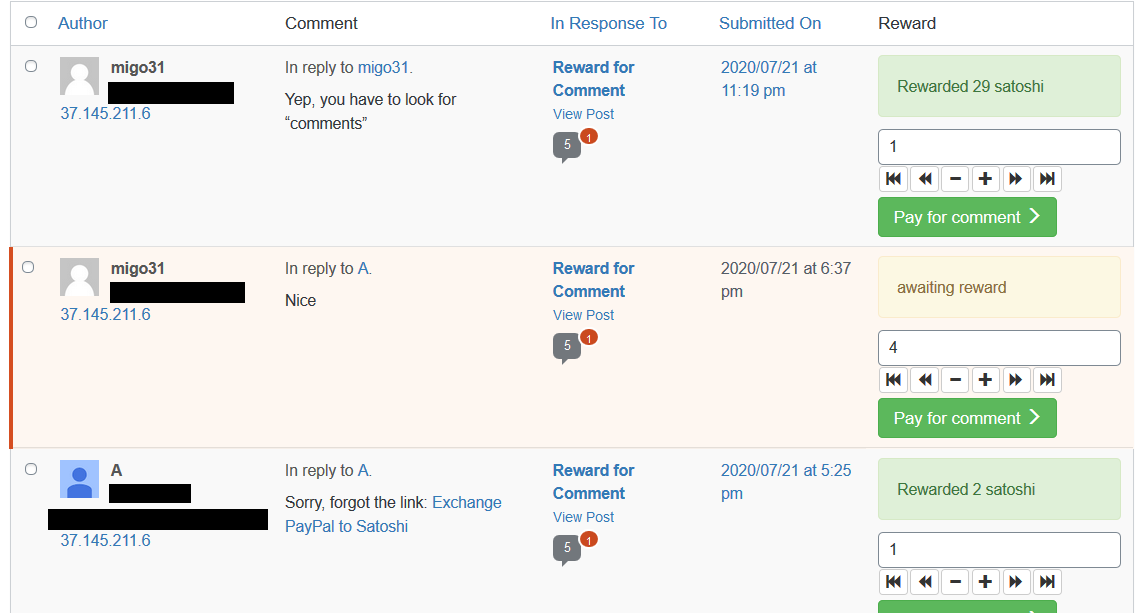 Author Comment In Response To Submitted On Reward
migo31
37.145.211.6
In reply to migo31.
Yep, you have to look for
“comments”
Reward for
Comment
View Post
5 1
2020/07/21 at
11:19 pm
Rewarded 29 satoshi
1
Pay for comment
migo31
37.145.211.6
In reply to A.
Nice
Reward for
Comment
View Post
5 1
2020/07/21 at 6:37
pm
awaiting reward
4
Pay for comment
A
37.145.211.6
In reply to A.
Sorry, forgot the link: Exchange
PayPal to Satoshi
Reward for
Comment
View Post
5 1
2020/07/21 at 5:25
pm
Rewarded 2 satoshi
1